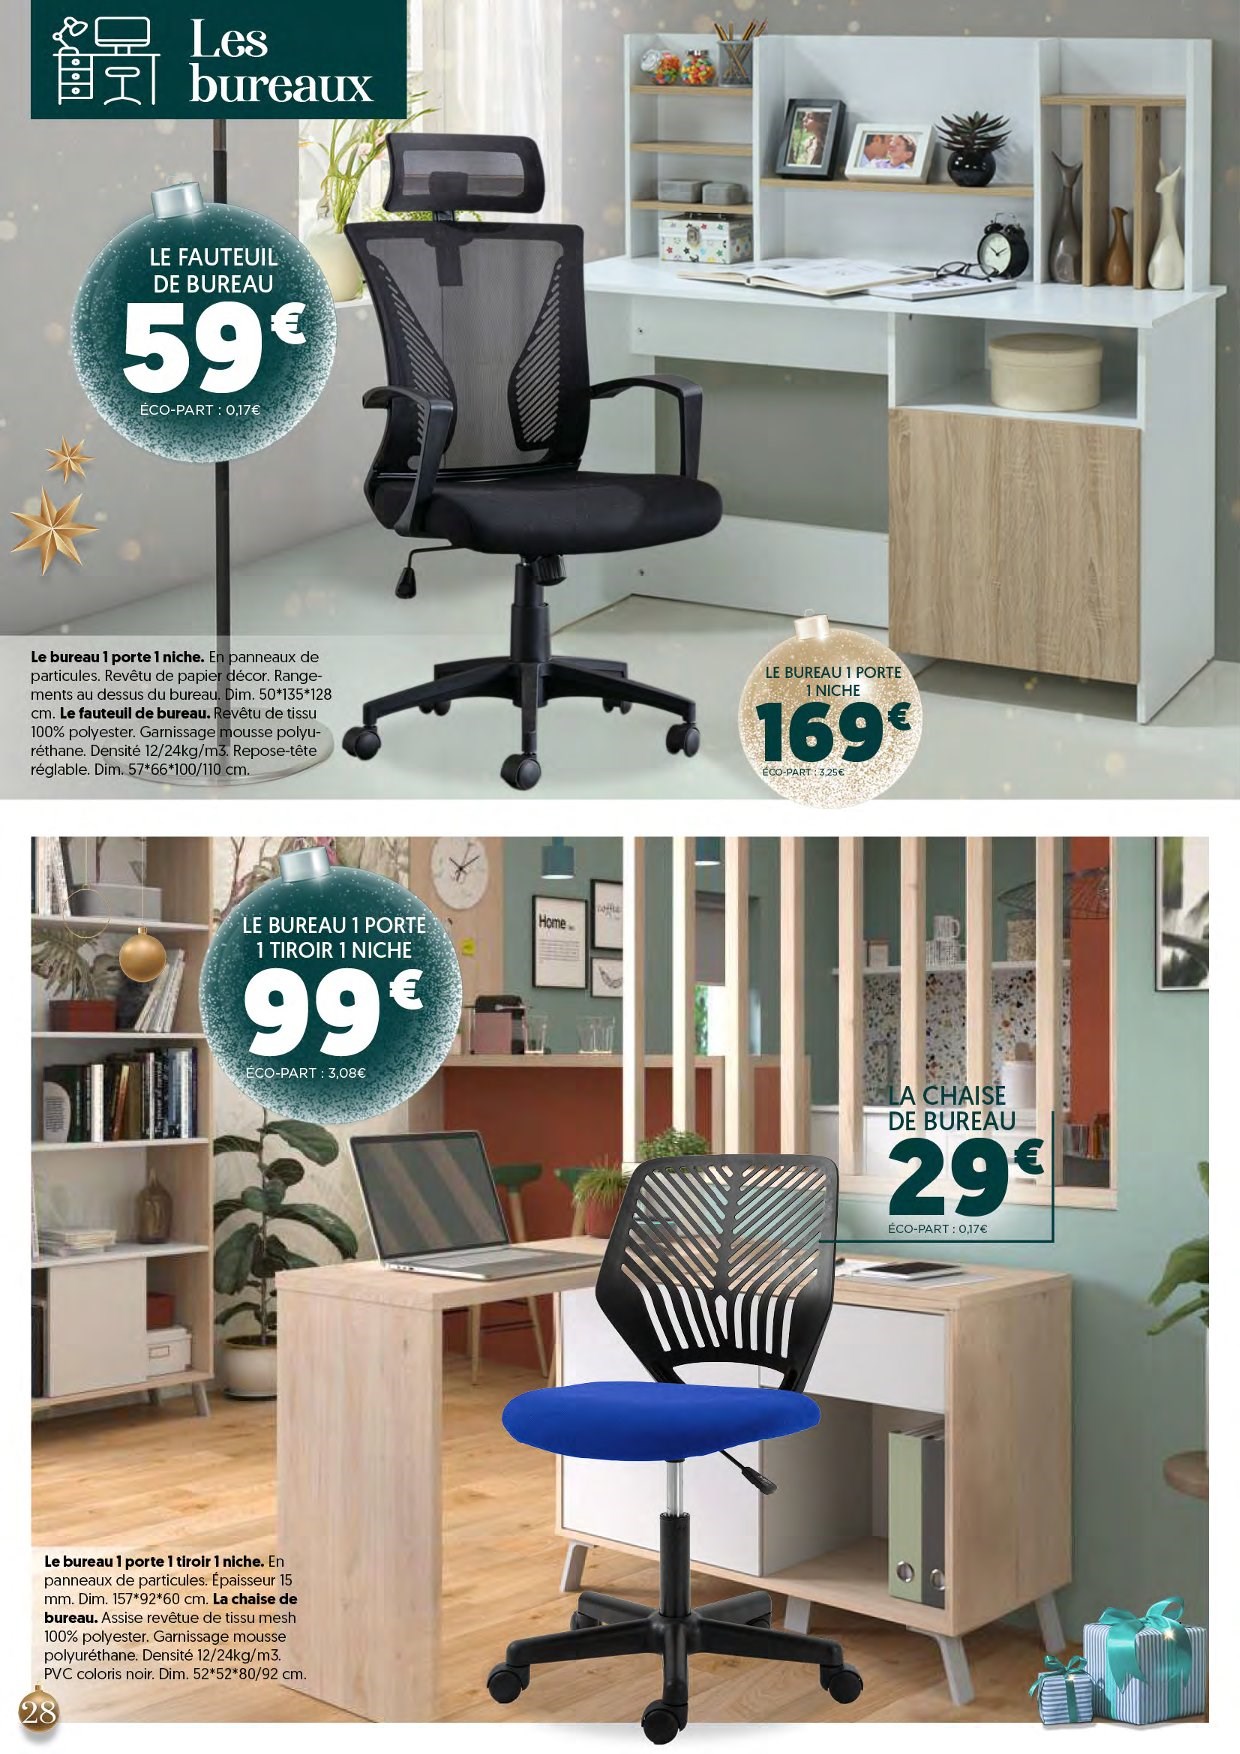 Les
bureaux
LE FAUTEUIL
DE BUREAU
59€
ÉCO-PART : 0,17€
Le bureau 1 porte 1 niche. En panneaux de
particules. Revêtu de papier décor. Range-
ments au dessus du bureau. Dim. 50*135*128
cm. Le fauteuil de bureau. Revêtu de tissu
100% polyester. Garnissage mousse polyu-
réthane. Densité 12/24kg/m3. Repose-tête
réglable. Dim. 57*66*100/110 cm.
LE BUREAU 1 PORTE
1 NICHE
169€
ÉCO-PART : 3,25€
LE BUREAU 1 PORTE
1 TIROIR 1 NICHE
99€
ÉCO-PART : 3,08€
Home
coffee
LA CHAISE
DE BUREAU
29€
ÉCO-PART : 0,17€
Le bureau 1 porte 1 tiroir 1 niche. En
panneaux de particules. Épaisseur 15
mm. Dim. 157*92*60 cm. La chaise de
bureau. Assise revêtue de tissu mesh
100% polyester. Garnissage mousse
polyuréthane. Densité 12/24kg/m3.
PVC coloris noir. Dim. 52*52*80/92 cm.
28